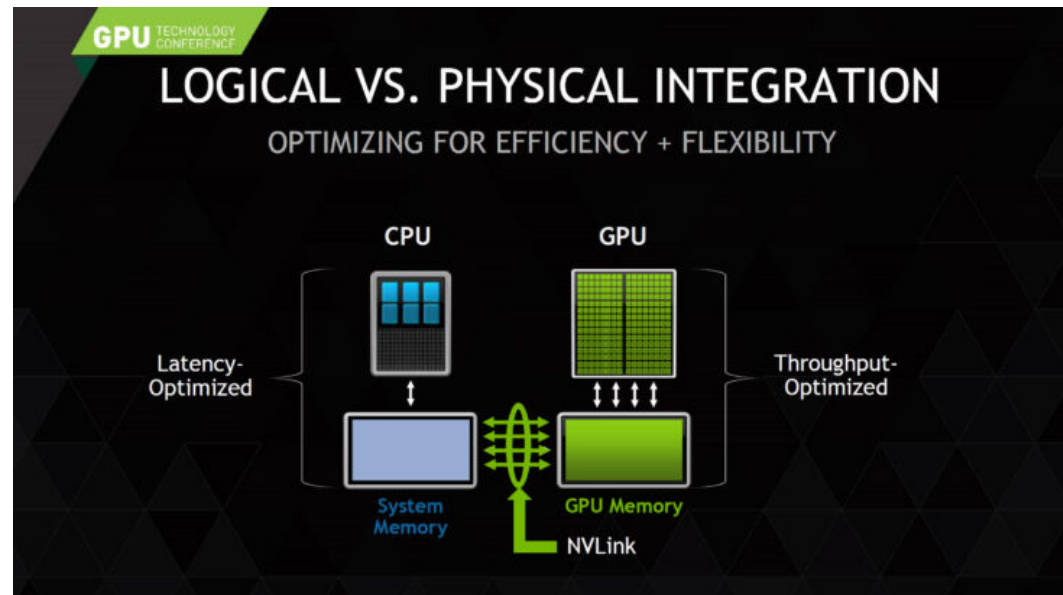 GPU TECHNOLOGY
CONFERENCE
LOGICAL VS. PHYSICAL INTEGRATION
OPTIMIZING FOR EFFICIENCY + FLEXIBILITY
CPU
GPU
Latency-
Optimized
Throughput-
Optimized
System
Memory
GPU Memory
NVLink